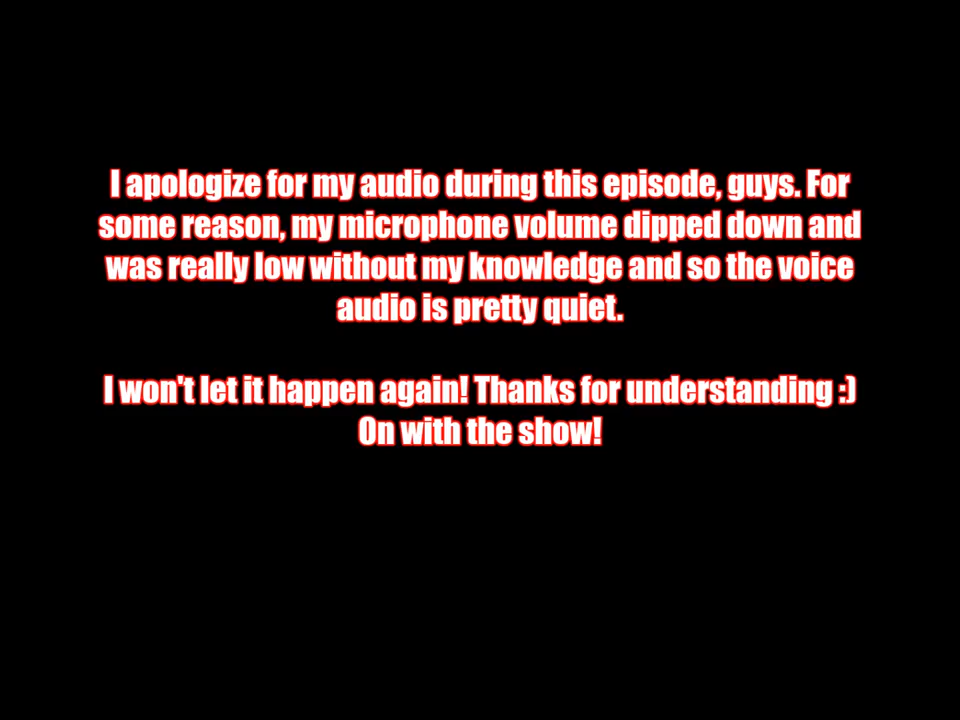 I apologize for my audio during this episode, guys. For
some reason, my microphone volume dipped down and
was really low without my knowledge and so the voice
audio is pretty quiet.
I won't let it happen again! Thanks for understanding :)
On with the show!